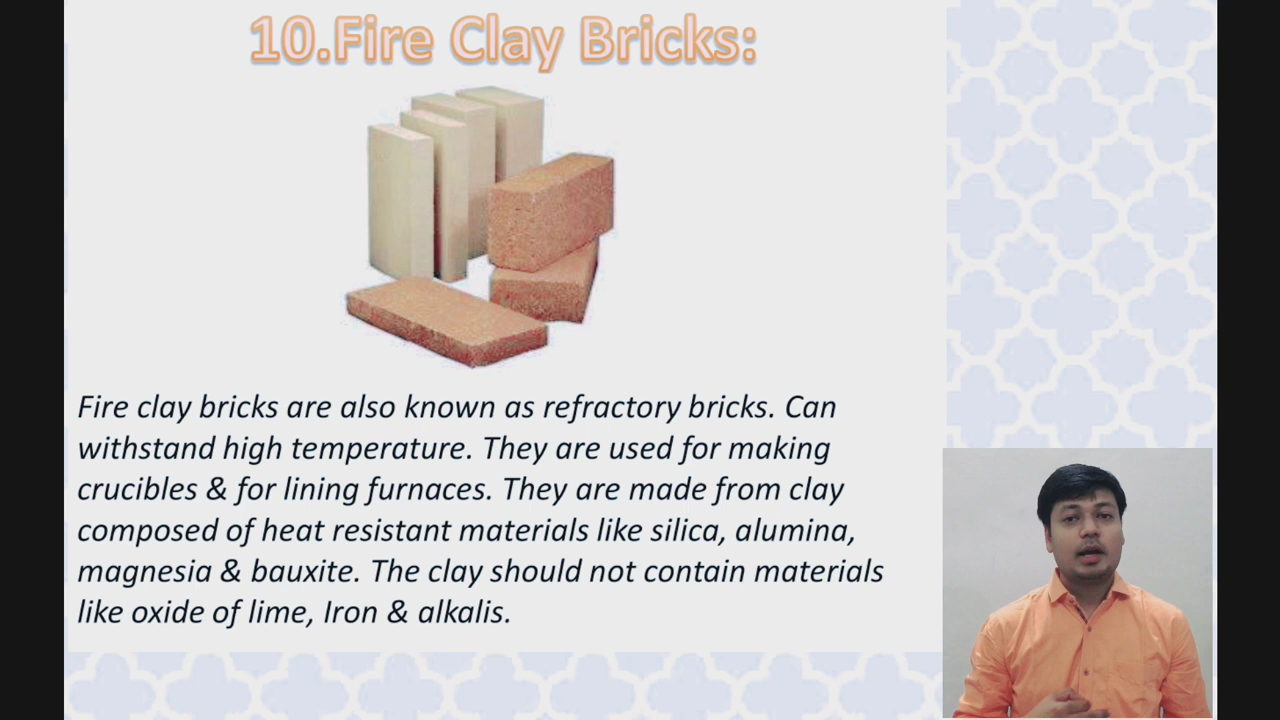 10.Fire Clay Bricks:
Fire clay bricks are also known as refractory bricks. Can
withstand high temperature. They are used for making
crucibles & for lining furnaces. They are made from clay
composed of heat resistant materials like silica, alumina,
magnesia & bauxite. The clay should not contain materials
like oxide of lime, Iron & alkalis.